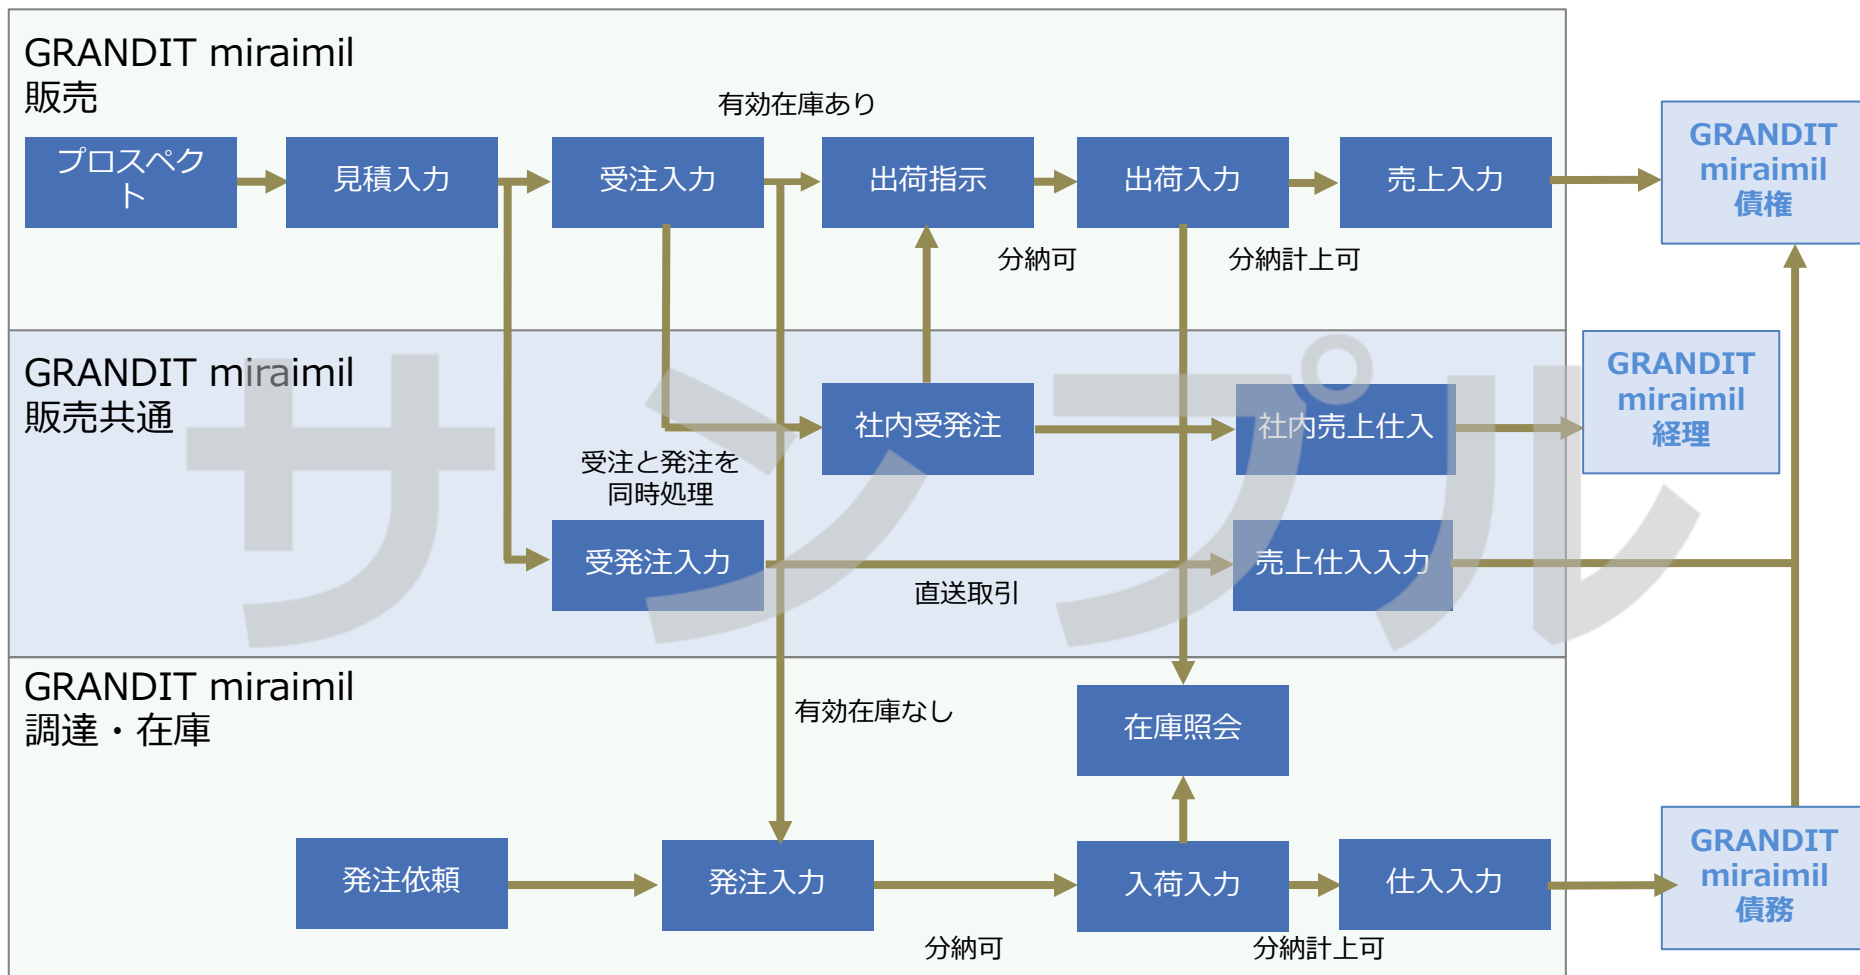 GRANDIT miraimil
販売
有効在庫あり
プロスペク
ト
見積入力
受注入力
出荷指示
出荷入力
売上入力
GRANDIT
miraimil
債権
分納可
分納計上可
GRANDIT miraimil
販売共通
社内受発注
社内売上仕入
GRANDIT
miraimil
経理
受注と発注を
同時処理
受発注入力
直送取引
売上仕入入力
サンプル
GRANDIT miraimil
調達・在庫
有効在庫なし
在庫照会
発注依頼
発注入力
入荷入力
仕入入力
GRANDIT
miraimil
債務
分納可
分納計上可